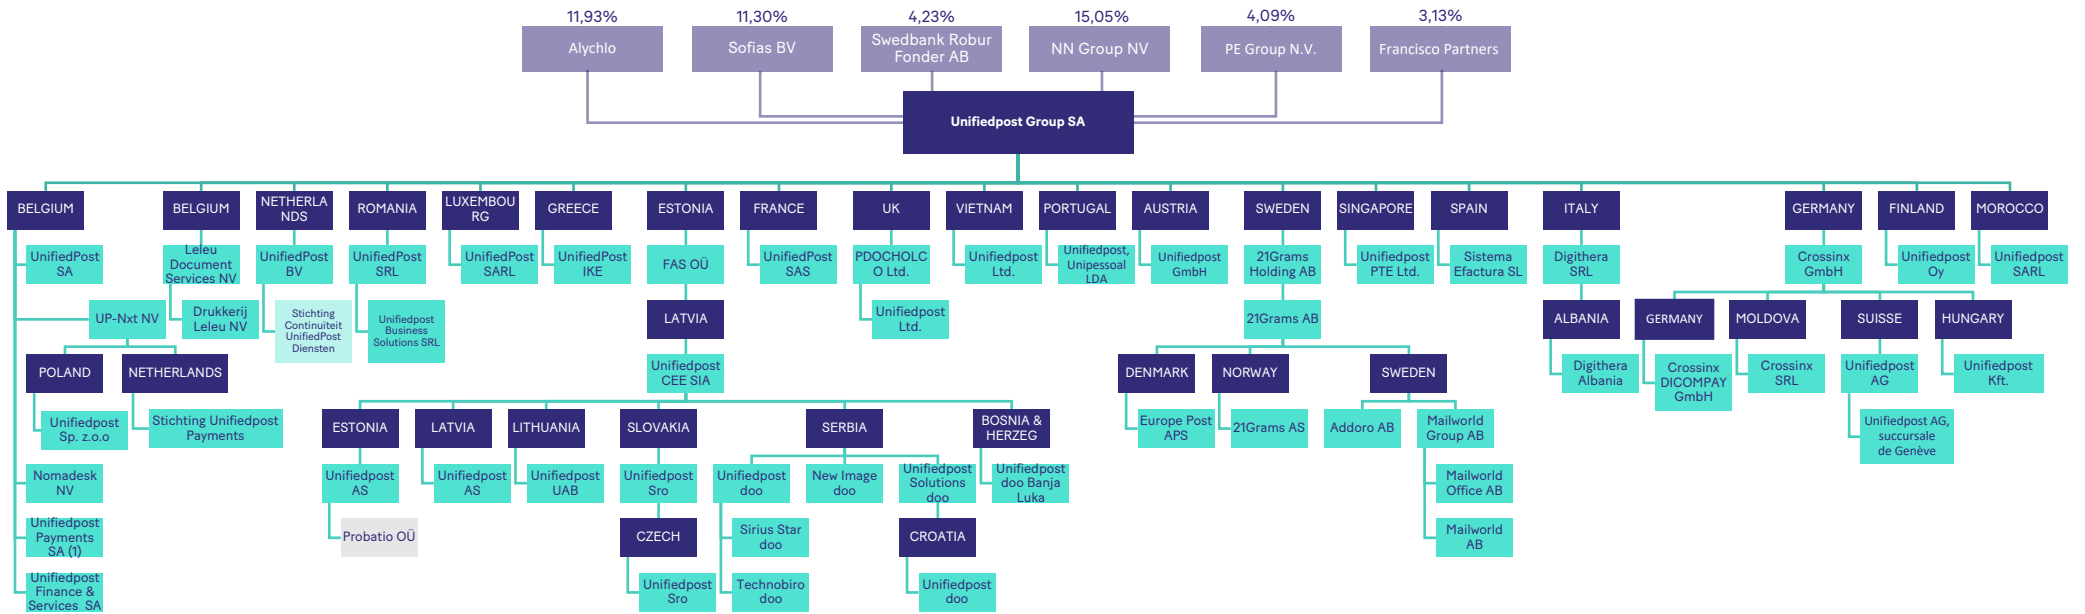 11,93%
11,30%
4,23%
15,05%
4,09%
3,13%
Alychlo
Sofias BV
Swedbank Robur
Fonder AB
NN Group NV
PE Group N.V.
Francisco Partners
Unifiedpost Group SA
BELGIUM
BELGIUM
NETHERLA
NDS
ROMANIA
LUXEMBOU
RG
GREECE
ESTONIA
FRANCE
UK
VIETNAM
PORTUGAL
AUSTRIA
SWEDEN
SINGAPORE
SPAIN
ITALY
GERMANY
FINLAND
MOROCCO
UnifiedPost
SA
Leleu
Document
Services NV
UnifiedPost
BV
UnifiedPost
SRL
UnifiedPost
SARL
UnifiedPost
IKE
FAS OÜ
UnifiedPost
SAS
PDOCHOLC
O Ltd.
Unifiedpost
Ltd.
Unifiedpost,
Unipessoal
LDA
Unifiedpost
GmbH
21Grams
Holding AB
Unifiedpost
PTE Ltd.
Sistema
Efactura SL
Digithera
SRL
Crossinx
GmbH
Unifiedpost
Oy
Unifiedpost
SARL
UP-Nxt NV
Drukkerij
Leleu NV
Stichting
Continuïteit
UnifiedPost
Diensten
Unifiedpost
Business
Solutions SRL
LATVIA
Unifiedpost
Ltd.
21Grams AB
ALBANIA
GERMANY
MOLDOVA
SUISSE
HUNGARY
POLAND
NETHERLANDS
Unifiedpost
CEE SIA
DENMARK
NORWAY
SWEDEN
Digithera
Albania
Crossinx
DICOMPAY
GmbH
Crossinx
SRL
Unifiedpost
AG
Unifiedpost
Kft.
Unifiedpost
Sp. z.o.o
Stichting Unifiedpost
Payments
ESTONIA
LATVIA
LITHUANIA
SLOVAKIA
SERBIA
BOSNIA &
HERZEG
Europe Post
APS
21Grams AS
Addoro AB
Mailworld
Group AB
Unifiedpost AG,
succursale
de Genève
Nomadesk
NV
Unifiedpost
AS
Unifiedpost
AS
Unifiedpost
UAB
Unifiedpost
Sro
Unifiedpost
doo
New Image
doo
Unifiedpost
Solutions
doo
Unifiedpost
doo Banja
Luka
Mailworld
Office AB
Unifiedpost
Payments
SA (1)
Probatio OÜ
CZECH
Sirius Star
doo
CROATIA
Mailworld
AB
Unifiedpost
Finance &
Services SA
Unifiedpost
Sro
Technobiro
doo
Unifiedpost
doo